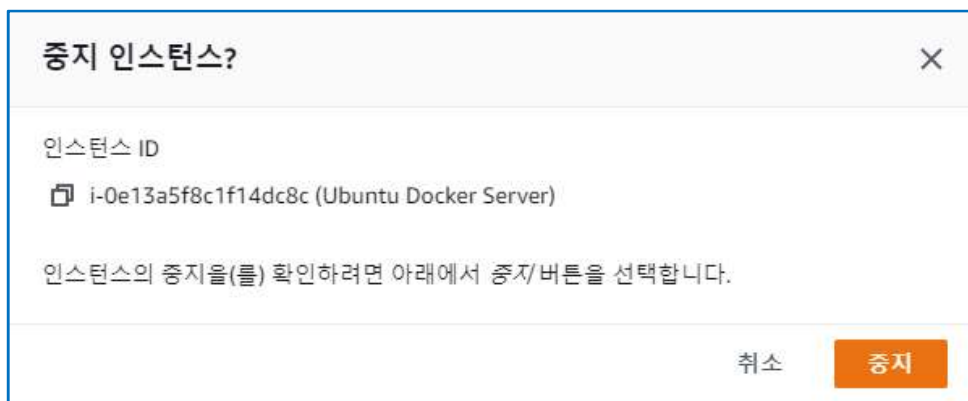 중지 인스턴스?
인스턴스 ID
i-0e13a5f8c1f14dc8c (Ubuntu Docker Server)
인스턴스의 중지을(를) 확인하려면 아래에서 중지 버튼을 선택합니다.
취소 중지